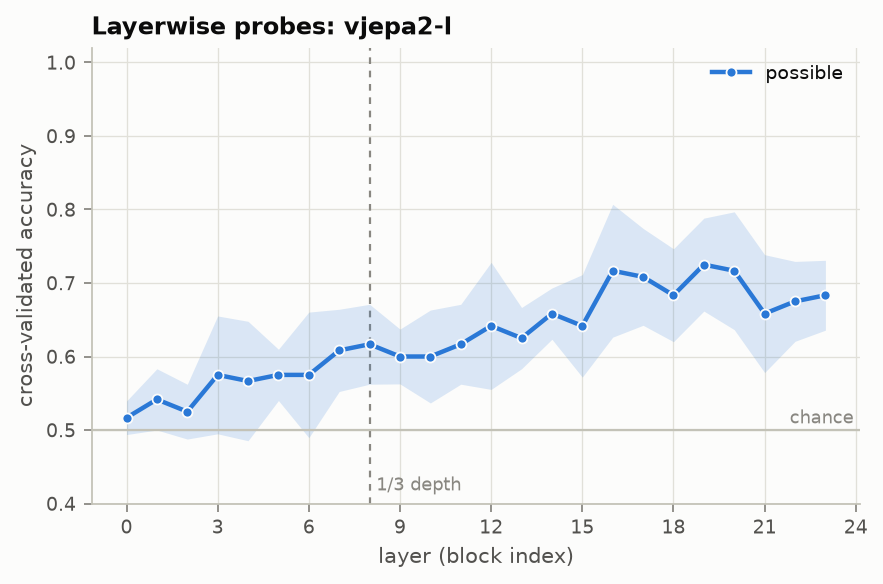 Layerwise probes: vjepa2-l
possible
cross-validated accuracy
1.0
0.9
0.8
0.7
0.6
0.5
0.4
chance
1/3 depth
0 3 6 9 12 15 18 21 24
layer (block index)